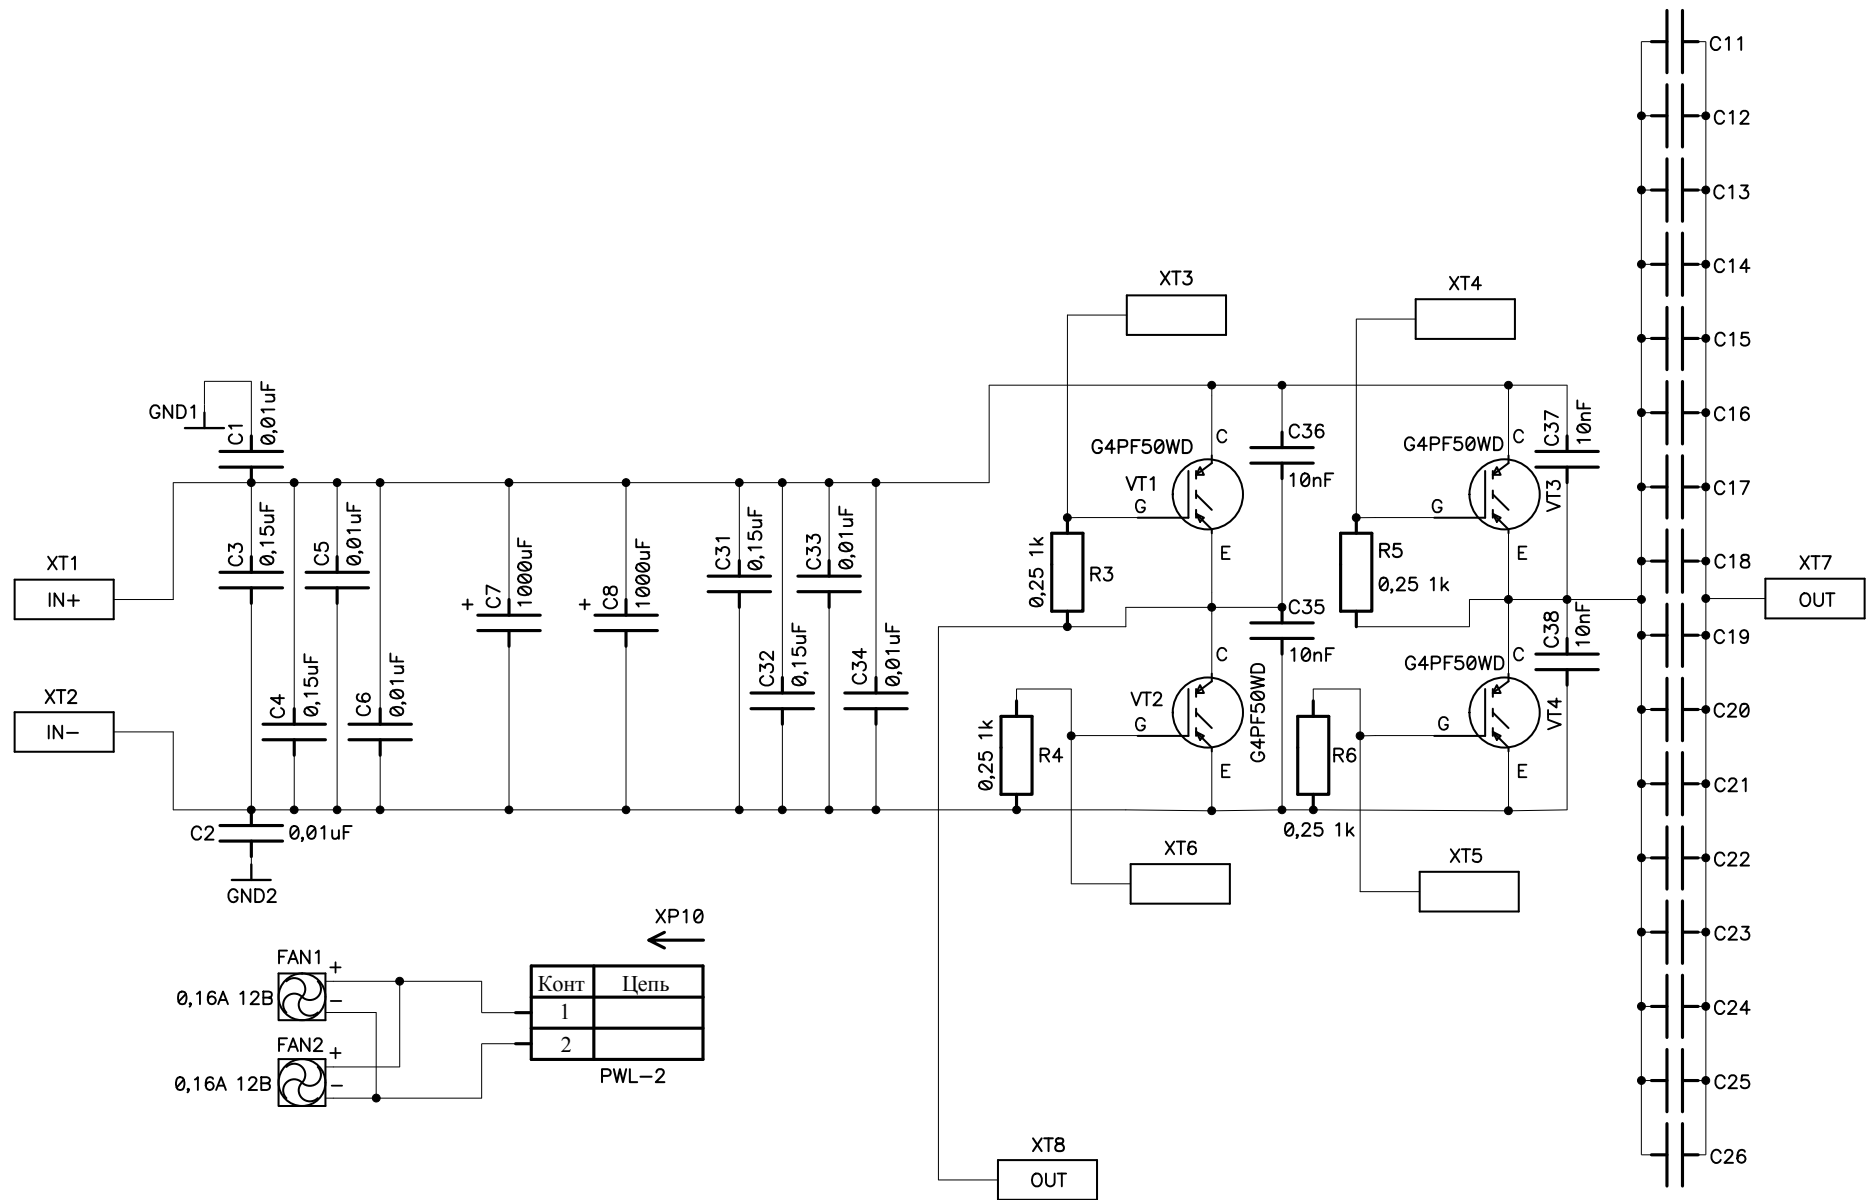 C11
C12
C13
C14
C15
C16
C17
C18
C19
C20
C21
C22
C23
C24
C25
C26
XT7
OUT
XT3
XT4
GND1
C1
0,01uF
C3
0,15uF
C5
0,01uF
C4
0,15uF
C6
0,01uF
C7
+
1000uF
C8
+
1000uF
C31
0,15uF
C33
0,01uF
C32
0,15uF
C34
0,01uF
XT1
IN+
XT2
IN−
C2
0,01uF
GND2
G4PF50WD
C
VT1
G
E
C36
10nF
G4PF50WD
C
VT3
G
E
C37
10nF
0,25 1k
R3
R5
0,25 1k
C35
10nF
C
VT2
G
E
G4PF50WD
G4PF50WD
C
VT4
G
E
C38
10nF
0,25 1k
R4
R6
0,25 1k
XT6
XT5
XP10
Конт Цепь
1
2
PWL−2
FAN1
+
−
0,16A 12В
FAN2
+
−
0,16A 12В
XT8
OUT